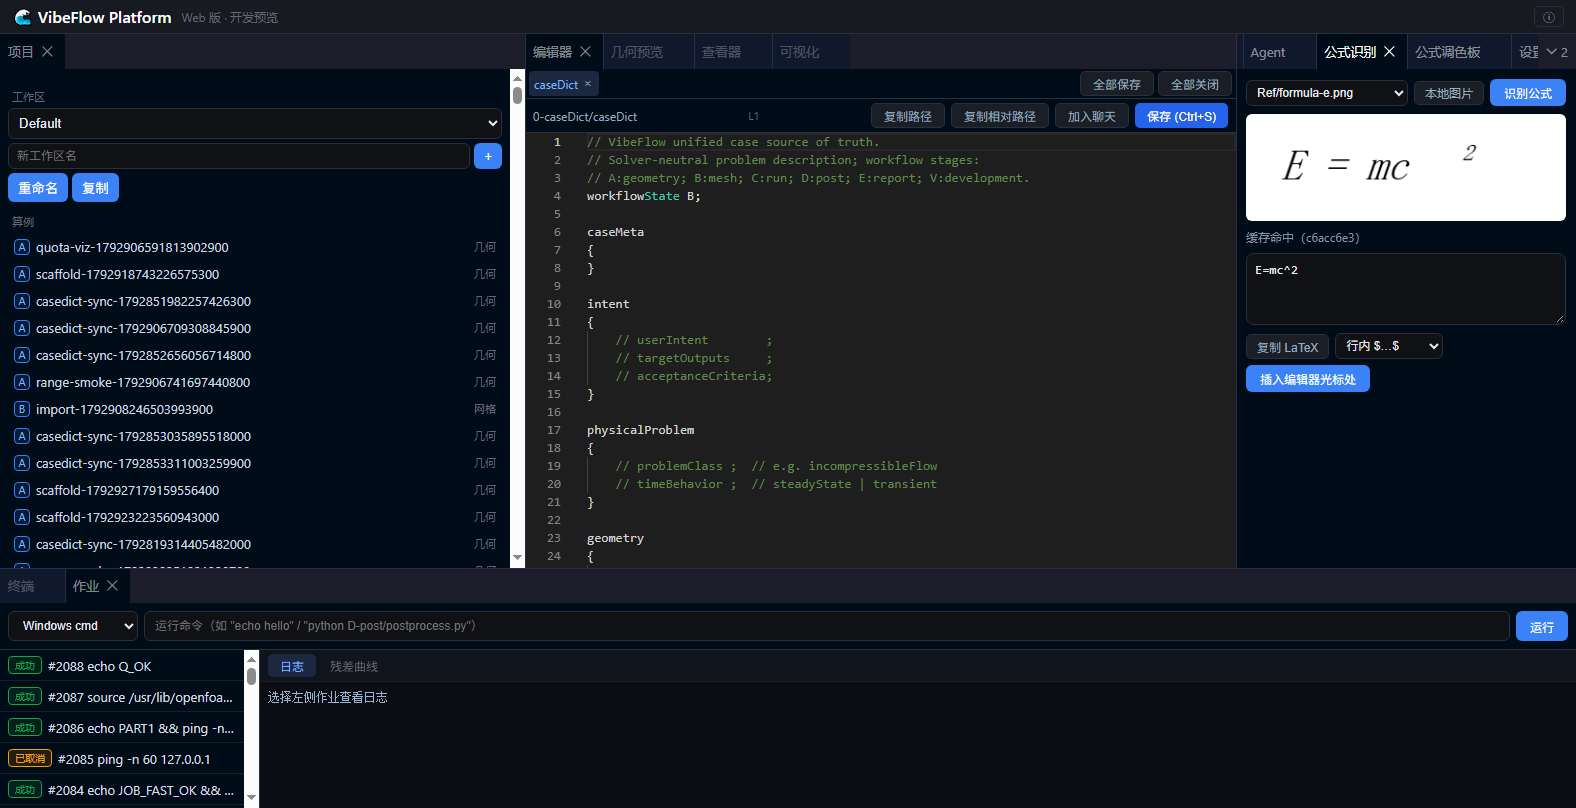 VibeFlow Platform Web 版 · 开发预览
项目
工作区
Default
新工作区名
+
重命名 复制
算例
A quota-viz-1792906591813902900 几何
A scaffold-1792918743226575300 几何
A casedict-sync-1792851982257426300 几何
A casedict-sync-1792906709308845900 几何
A casedict-sync-1792852656056714800 几何
A range-smoke-1792906741697440800 几何
B import-1792908246503993900 网格
A casedict-sync-1792853035895518000 几何
A casedict-sync-1792853311003259900 几何
A scaffold-1792927179159556400 几何
A scaffold-1792923223560943000 几何
A casedict-sync-1792819314405482000 几何
编辑器 几何预览 查看器 可视化
caseDict × 全部保存 全部关闭
0-caseDict/caseDict L1 复制路径 复制相对路径 加入聊天 保存 (Ctrl+S)
1 // VibeFlow unified case source of truth.
2 // Solver-neutral problem description; workflow stages:
3 // A:geometry; B:mesh; C:run; D:post; E:report; V:development.
4 workflowState B;
5
6 caseMeta
7 {
8 }
9
10 intent
11 {
12 // userIntent ;
13 // targetOutputs ;
14 // acceptanceCriteria;
15 }
16
17 physicalProblem
18 {
19 // problemClass ; // e.g. incompressibleFlow
20 // timeBehavior ; // steadyState | transient
21 }
22
23 geometry
24 {
Agent 公式识别 公式调色板 设置 2
Ref/formula-e.png 本地图片 识别公式
E = mc 2
缓存命中（c6acc6e3）
E=mc^2
复制 LaTeX 行内 $...$
插入编辑器光标处
终端 作业
Windows cmd 运行命令（如 "echo hello" / "python D-post/postprocess.py"） 运行
成功 #2088 echo Q_OK
成功 #2087 source /usr/lib/openfoa...
成功 #2086 echo PART1 && ping -n...
已取消 #2085 ping -n 60 127.0.0.1
成功 #2084 echo JOB_FAST_OK && ...
日志 残差曲线
选择左侧作业查看日志